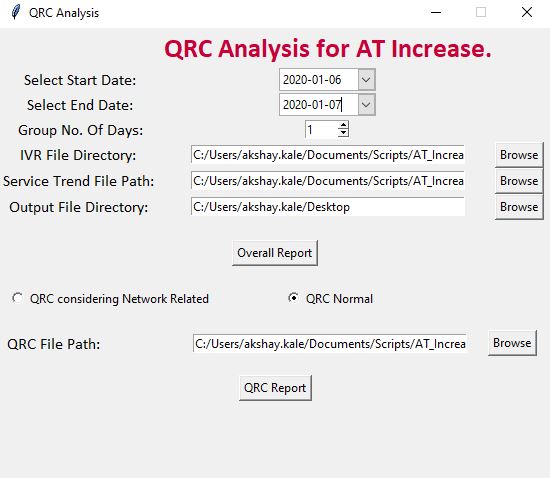 QRC Analysis
QRC Analysis for AT Increase.
Select Start Date: 2020-01-06
Select End Date: 2020-01-07
Group No. Of Days: 1
IVR File Directory: C:/Users/akshay.kale/Documents/Scripts/AT_Increa Browse
Service Trend File Path: C:/Users/akshay.kale/Documents/Scripts/AT_Increa Browse
Output File Directory: C:/Users/akshay.kale/Desktop Browse
Overall Report
QRC considering Network Related QRC Normal
QRC File Path: C:/Users/akshay.kale/Documents/Scripts/AT_Increa Browse
QRC Report